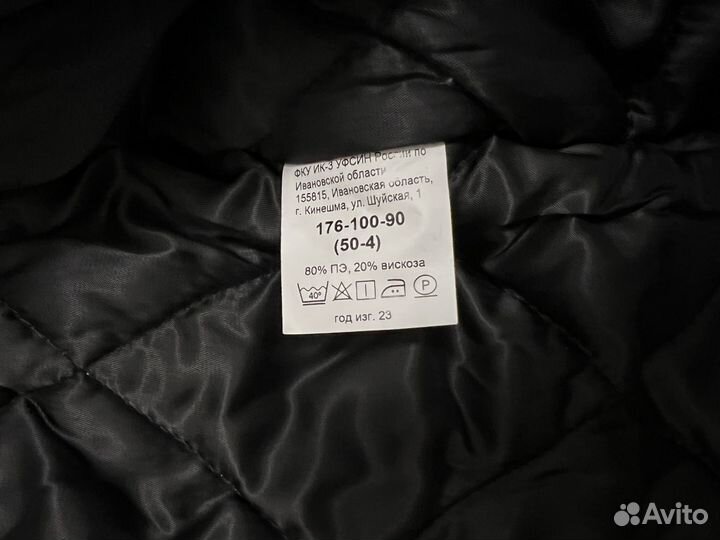 ФКУ ИК-3 УФСИН России по
Ивановской области
155815, Ивановская область,
г. Кинешма, ул. Шуйская, 1
176-100-90
(50-4)
80% ПЭ, 20% вискоза
40° P
год изг. 23
Avito